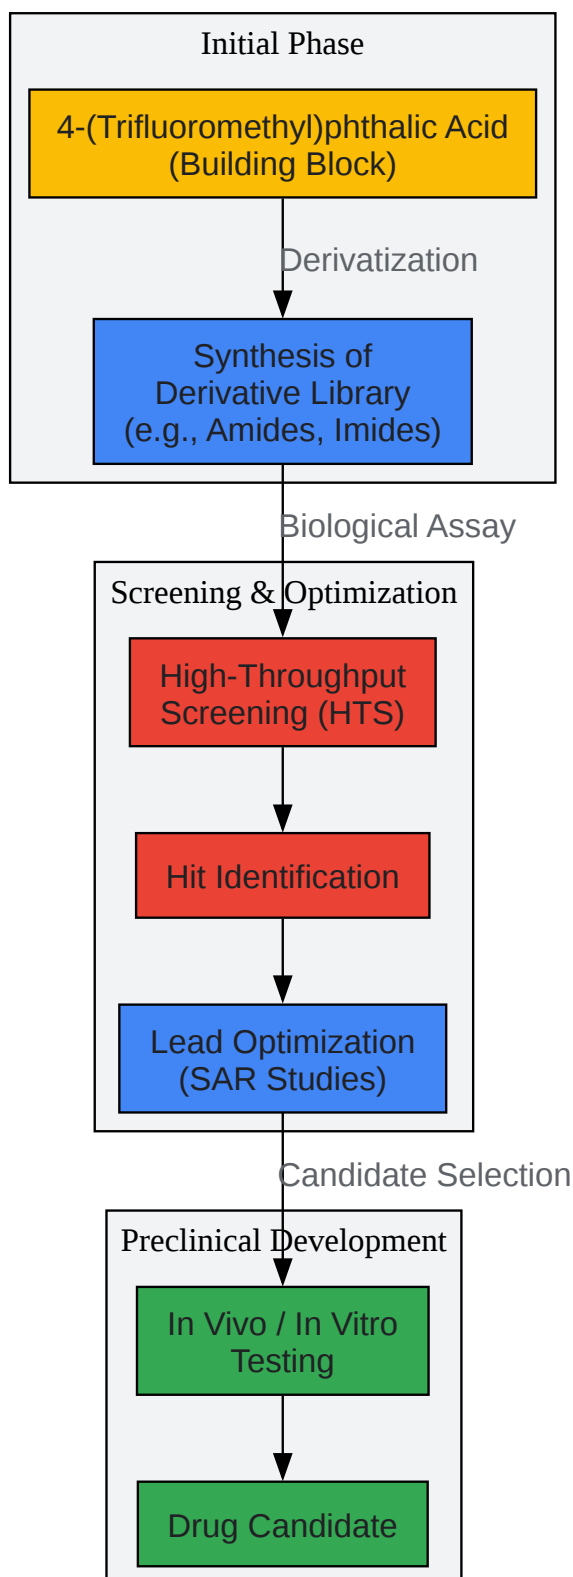 Initial Phase
4-(Trifluoromethyl)phthalic Acid
(Building Block)
Derivatization
Synthesis of
Derivative Library
(e.g., Amides, Imides)
Biological Assay
Screening & Optimization
High-Throughput
Screening (HTS)
Hit Identification
Lead Optimization
(SAR Studies)
Candidate Selection
Preclinical Development
In Vivo / In Vitro
Testing
Drug Candidate